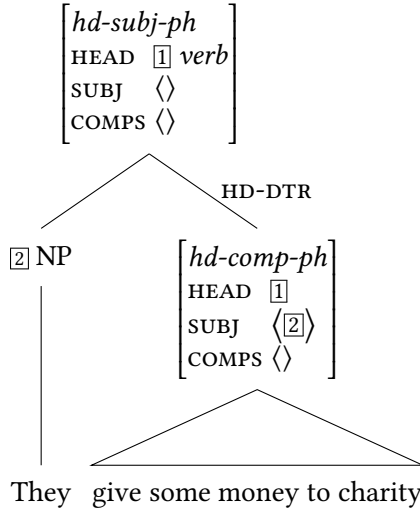 hd-subj-ph
HEAD 1 verb
SUBJ ⟨⟩
COMPS ⟨⟩
HD-DTR
2 NP
hd-comp-ph
HEAD 1
SUBJ ⟨2⟩
COMPS ⟨⟩
They give some money to charity